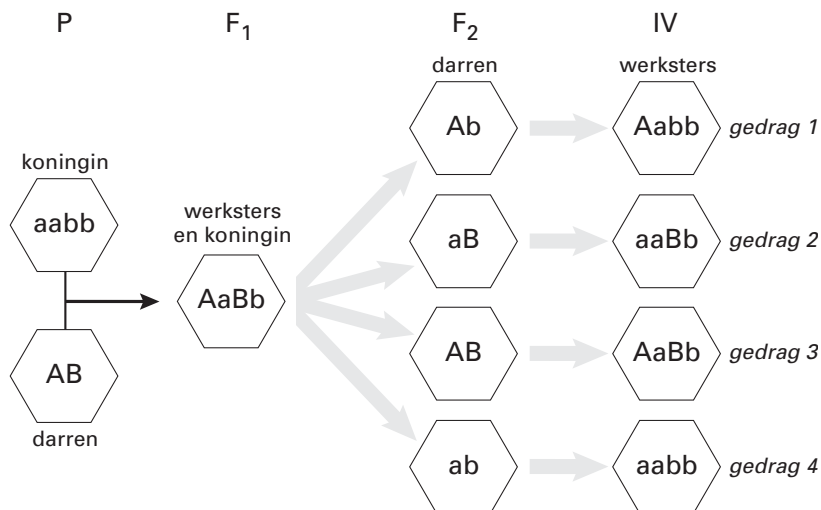 P F₁ F₂ IV
darren werksters
Ab Aabb gedrag 1
koningin
aabb
werksters
en koningin
aB aaBb gedrag 2
AaBb
AB AaBb gedrag 3
AB
darren
ab aabb gedrag 4